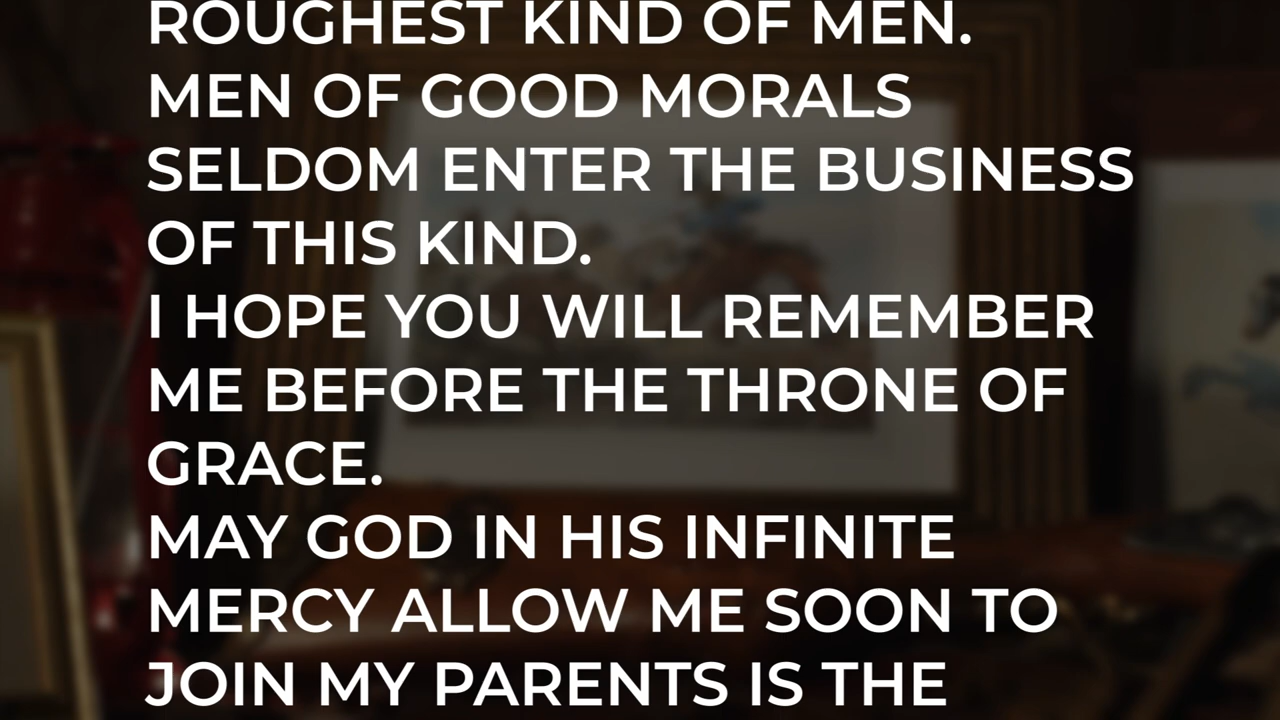 ROUGHEST KIND OF MEN.
MEN OF GOOD MORALS
SELDOM ENTER THE BUSINESS
OF THIS KIND.
I HOPE YOU WILL REMEMBER
ME BEFORE THE THRONE OF
GRACE.
MAY GOD IN HIS INFINITE
MERCY ALLOW ME SOON TO
JOIN MY PARENTS IS THE